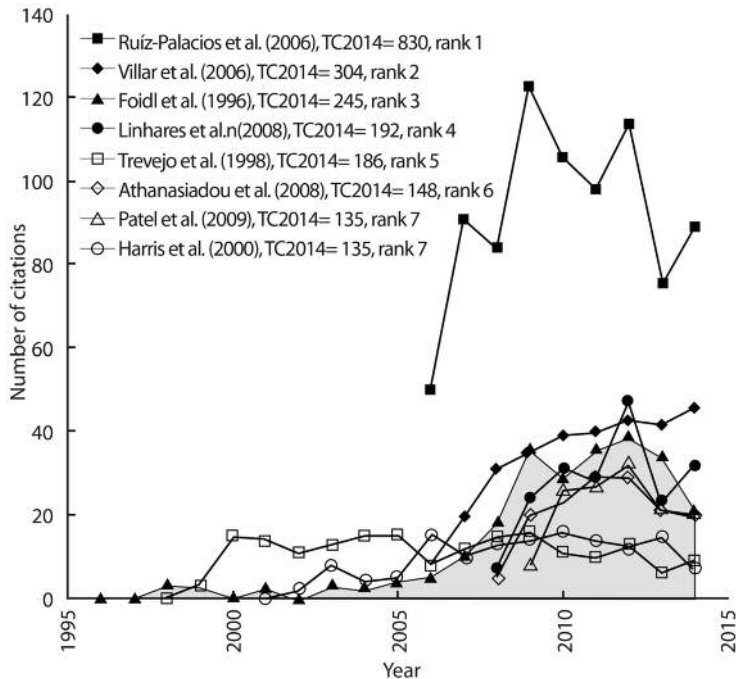 140
120
100
80
60
40
20
0
Number of citations
Ruíz-Palacios et al. (2006), TC2014= 830, rank 1
Villar et al. (2006), TC2014= 304, rank 2
Foidl et al. (1996), TC2014= 245, rank 3
Linhares et al.n(2008), TC2014= 192, rank 4
Trevejo et al. (1998), TC2014= 186, rank 5
Athanasiadou et al. (2008), TC2014= 148, rank 6
Patel et al. (2009), TC2014= 135, rank 7
Harris et al. (2000), TC2014= 135, rank 7
1995
2000
2005
2010
2015
Year